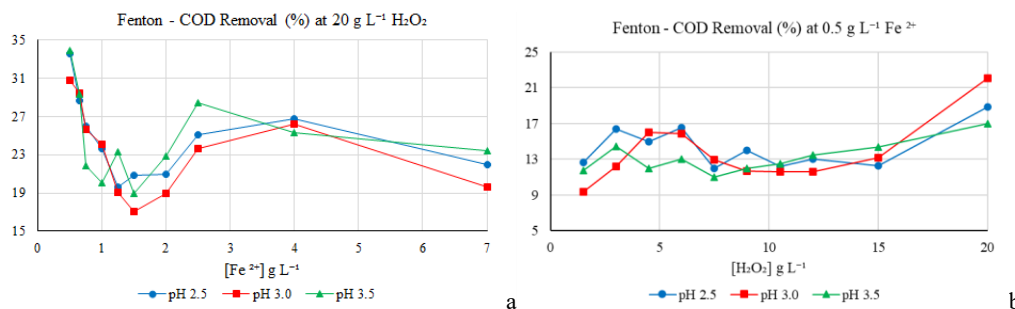 Fenton - COD Removal (%) at 20 g L⁻¹ H₂O₂
35
31
27
23
19
15
0 1 2 3 4 5 6 7
[Fe ²⁺] g L⁻¹
pH 2.5 pH 3.0 pH 3.5
a
Fenton - COD Removal (%) at 0.5 g L⁻¹ Fe ²⁺
25
21
17
13
9
5
0 5 10 15 20
[H₂O₂] g L⁻¹
pH 2.5 pH 3.0 pH 3.5
b